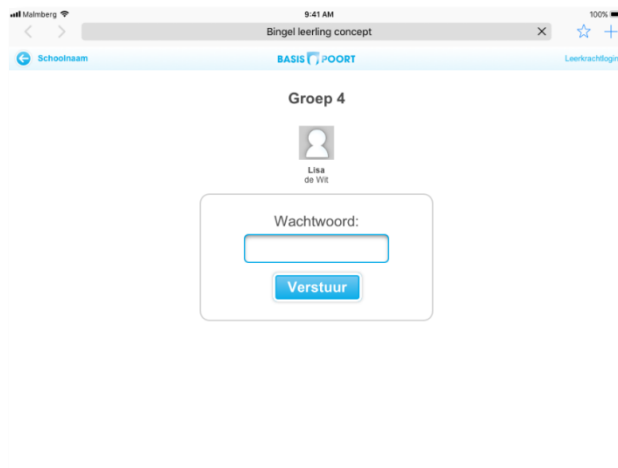 Malmberg 9:41 AM 100%
Bingel leerling concept
Schoolnaam BASIS POORT Leerkrachtlogin
Groep 4
Lisa
de Wit
Wachtwoord:
Verstuur